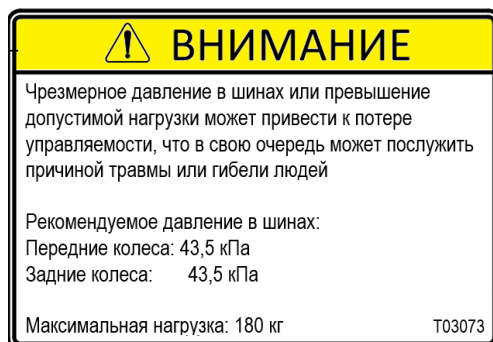 ВНИМАНИЕ
Чрезмерное давление в шинах или превышение
допустимой нагрузки может привести к потере
управляемости, что в свою очередь может послужить
причиной травмы или гибели людей
Рекомендуемое давление в шинах:
Передние колеса: 43,5 кПа
Задние колеса: 43,5 кПа
Максимальная нагрузка: 180 кг T03073